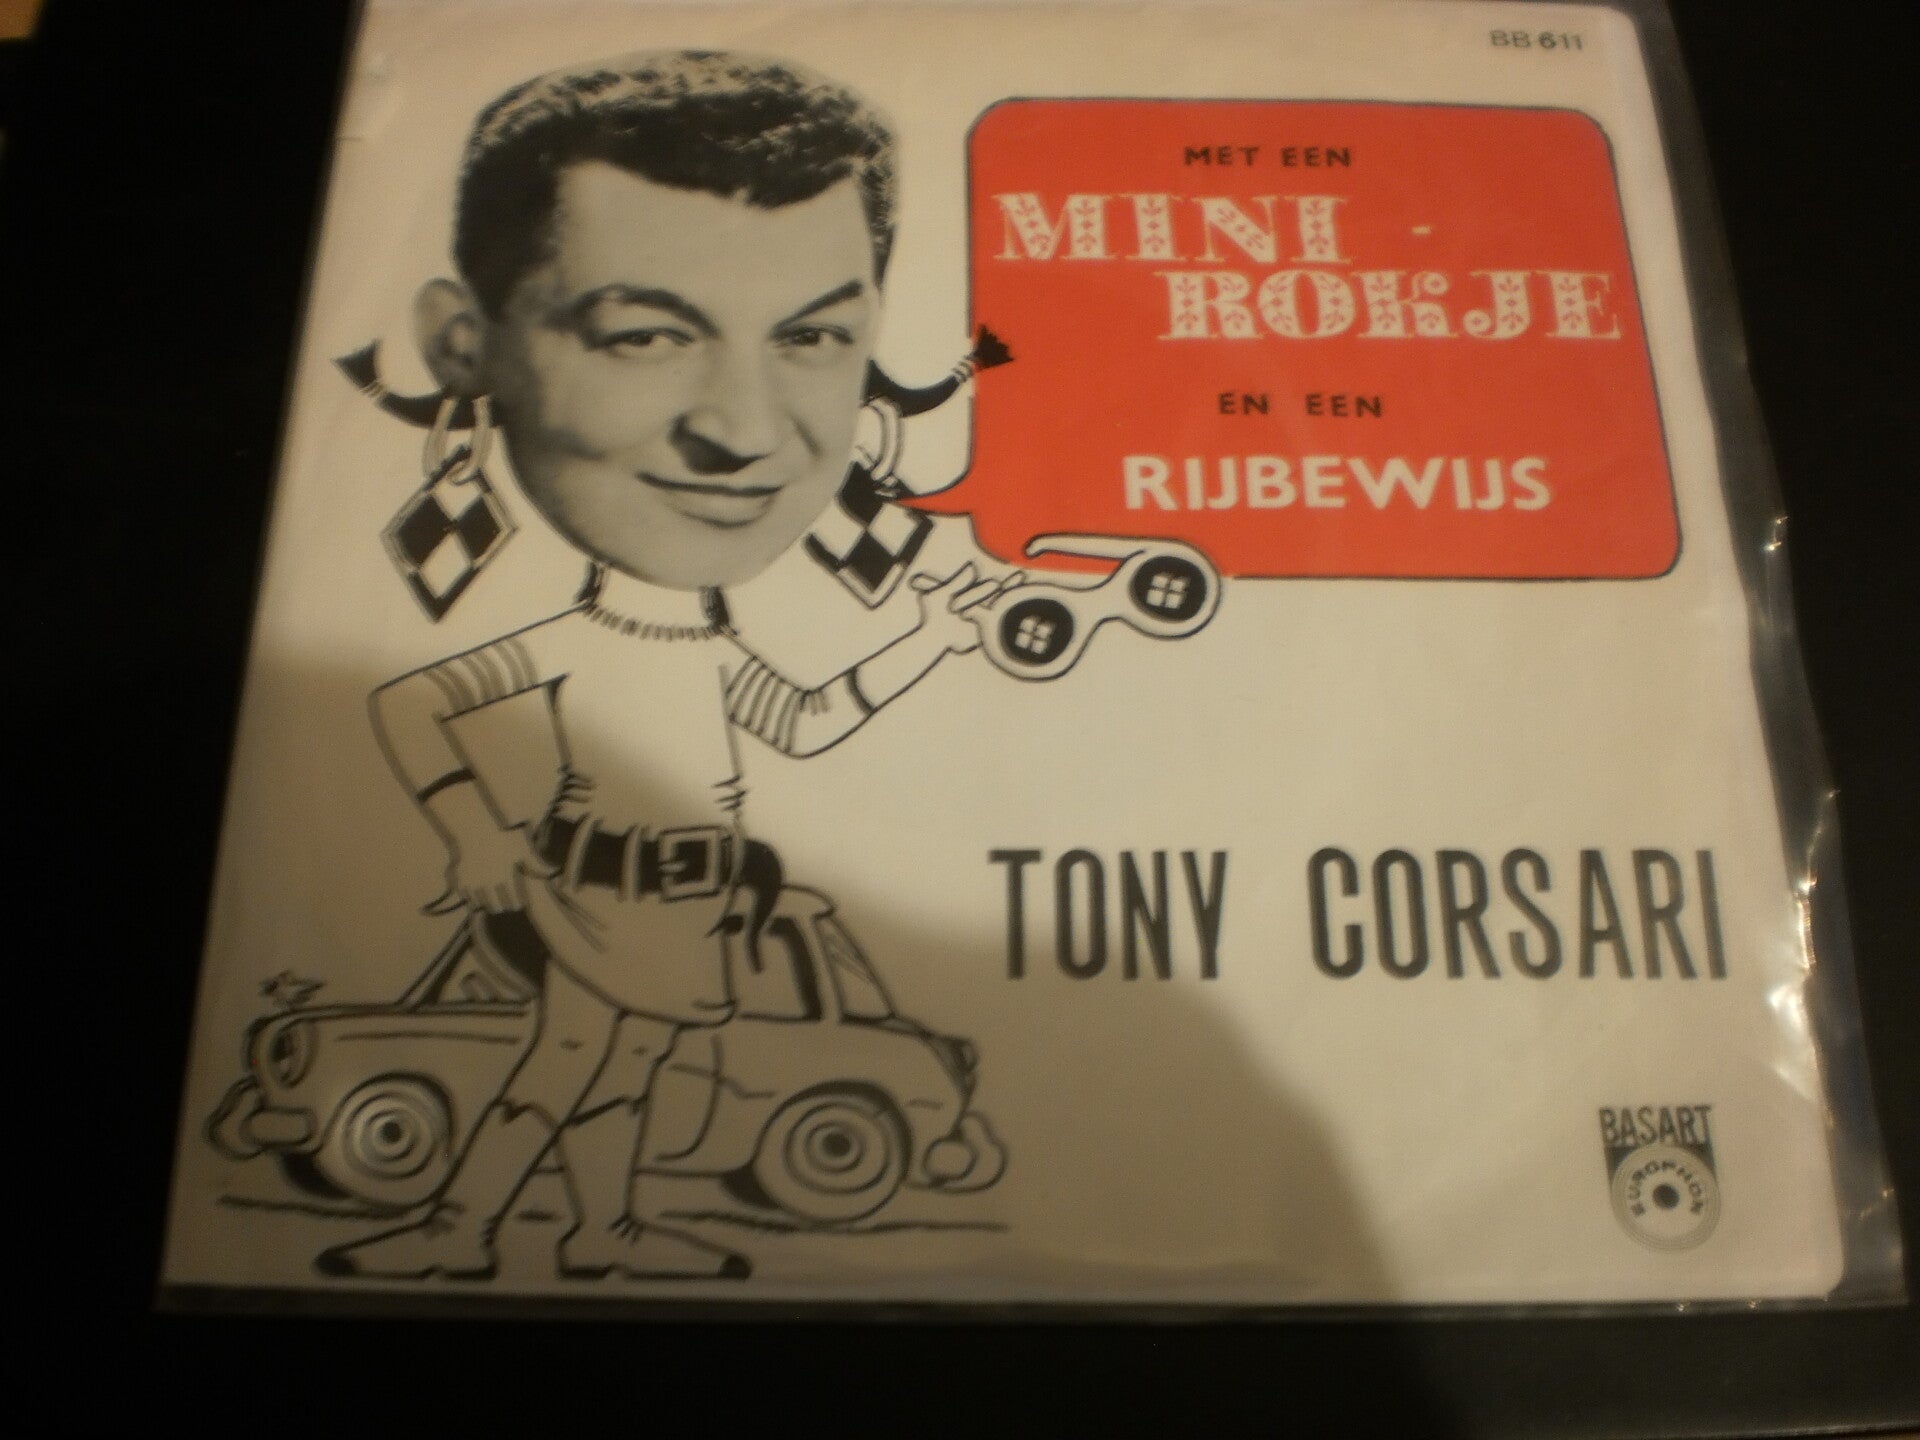 BB 611
MET EEN
MINI -
ROKJE
EN EEN
RIJBEWIJS
TONY CORSARI
BASART
EUROPHON